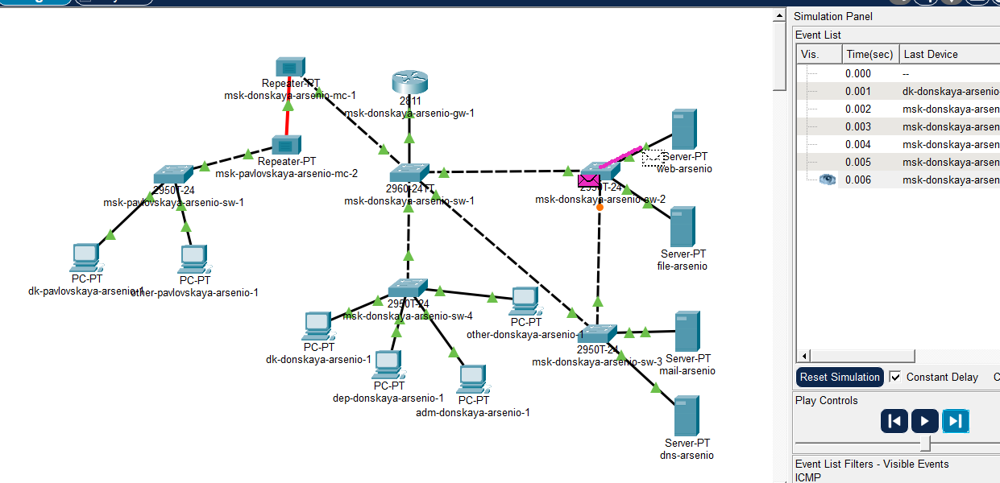 Simulation Panel
Event List
Vis. Time(sec) Last Device
0.000 --
0.001 dk-donskaya-arsenio
0.002 msk-donskaya-arsen
0.003 msk-donskaya-arsen
0.004 msk-donskaya-arsen
0.005 msk-donskaya-arsen
0.006 msk-donskaya-arsen
Reset Simulation Constant Delay C
Play Controls
Event List Filters - Visible Events
ICMP
Repeater-PT
msk-donskaya-arsenio-mc-1
2811
msk-donskaya-arsenio-gw-1
Repeater-PT
msk-pavlovskaya-arsenio-mc-2
Server-PT
web-arsenio
2950T-24
msk-pavlovskaya-arsenio-sw-1
2960-24TT
msk-donskaya-arsenio-sw-1
2950T-24
msk-donskaya-arsenio-sw-2
Server-PT
file-arsenio
PC-PT
dk-pavlovskaya-arsenio-1
PC-PT
other-pavlovskaya-arsenio-1
2950T-24
msk-donskaya-arsenio-sw-4
PC-PT
other-donskaya-arsenio-1
PC-PT
dk-donskaya-arsenio-1
2950T-24
msk-donskaya-arsenio-sw-3
Server-PT
mail-arsenio
PC-PT
dep-donskaya-arsenio-1
PC-PT
adm-donskaya-arsenio-1
Server-PT
dns-arsenio